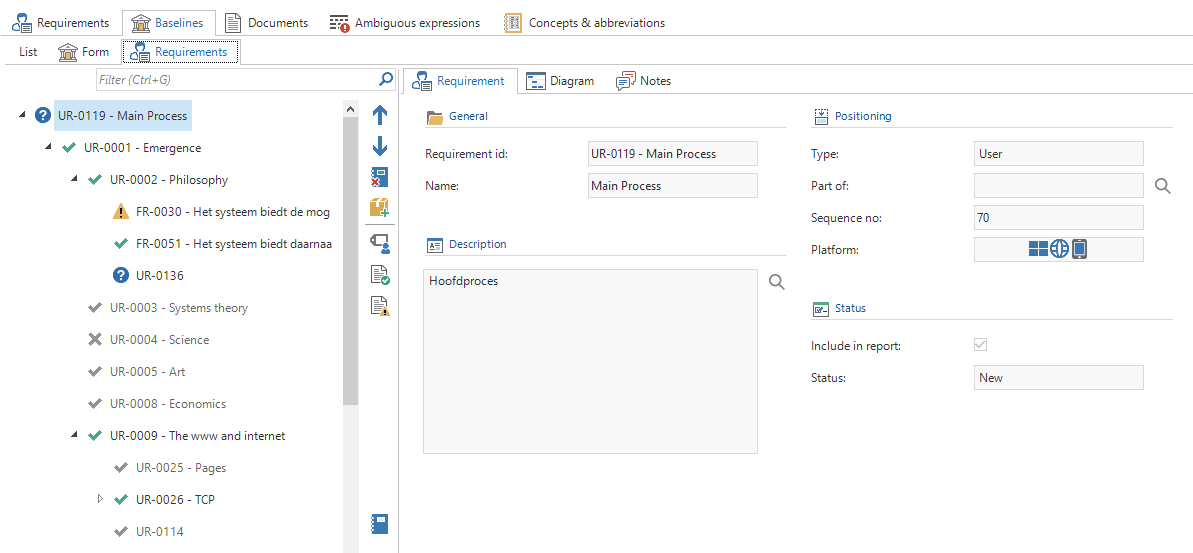 Requirements Baselines Documents Ambiguous expressions Concepts & abbreviations
List Form Requirements
Filter (Ctrl+G)
UR-0119 - Main Process
UR-0001 - Emergence
UR-0002 - Philosophy
FR-0030 - Het systeem biedt de mog
FR-0051 - Het systeem biedt daarnaa
UR-0136
UR-0003 - Systems theory
UR-0004 - Science
UR-0005 - Art
UR-0008 - Economics
UR-0009 - The www and internet
UR-0025 - Pages
UR-0026 - TCP
UR-0114
Requirement Diagram Notes
General
Requirement id: UR-0119 - Main Process
Name: Main Process
Description
Hoofdproces
Positioning
Type: User
Part of:
Sequence no: 70
Platform:
Status
Include in report:
Status: New